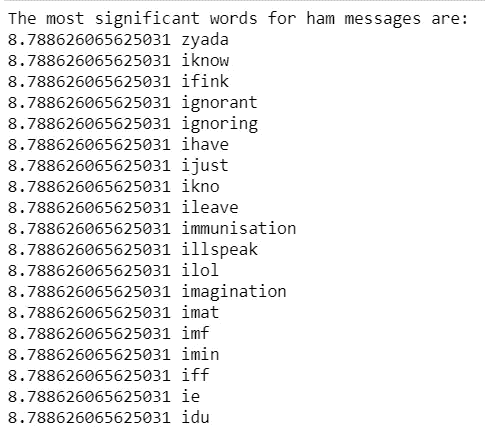 The most significant words for ham messages are:
8.788626065625031 zyada
8.788626065625031 iknow
8.788626065625031 ifink
8.788626065625031 ignorant
8.788626065625031 ignoring
8.788626065625031 ihave
8.788626065625031 ijust
8.788626065625031 ikno
8.788626065625031 ileave
8.788626065625031 immunisation
8.788626065625031 illspeak
8.788626065625031 ilol
8.788626065625031 imagination
8.788626065625031 imat
8.788626065625031 imf
8.788626065625031 imin
8.788626065625031 iff
8.788626065625031 ie
8.788626065625031 idu